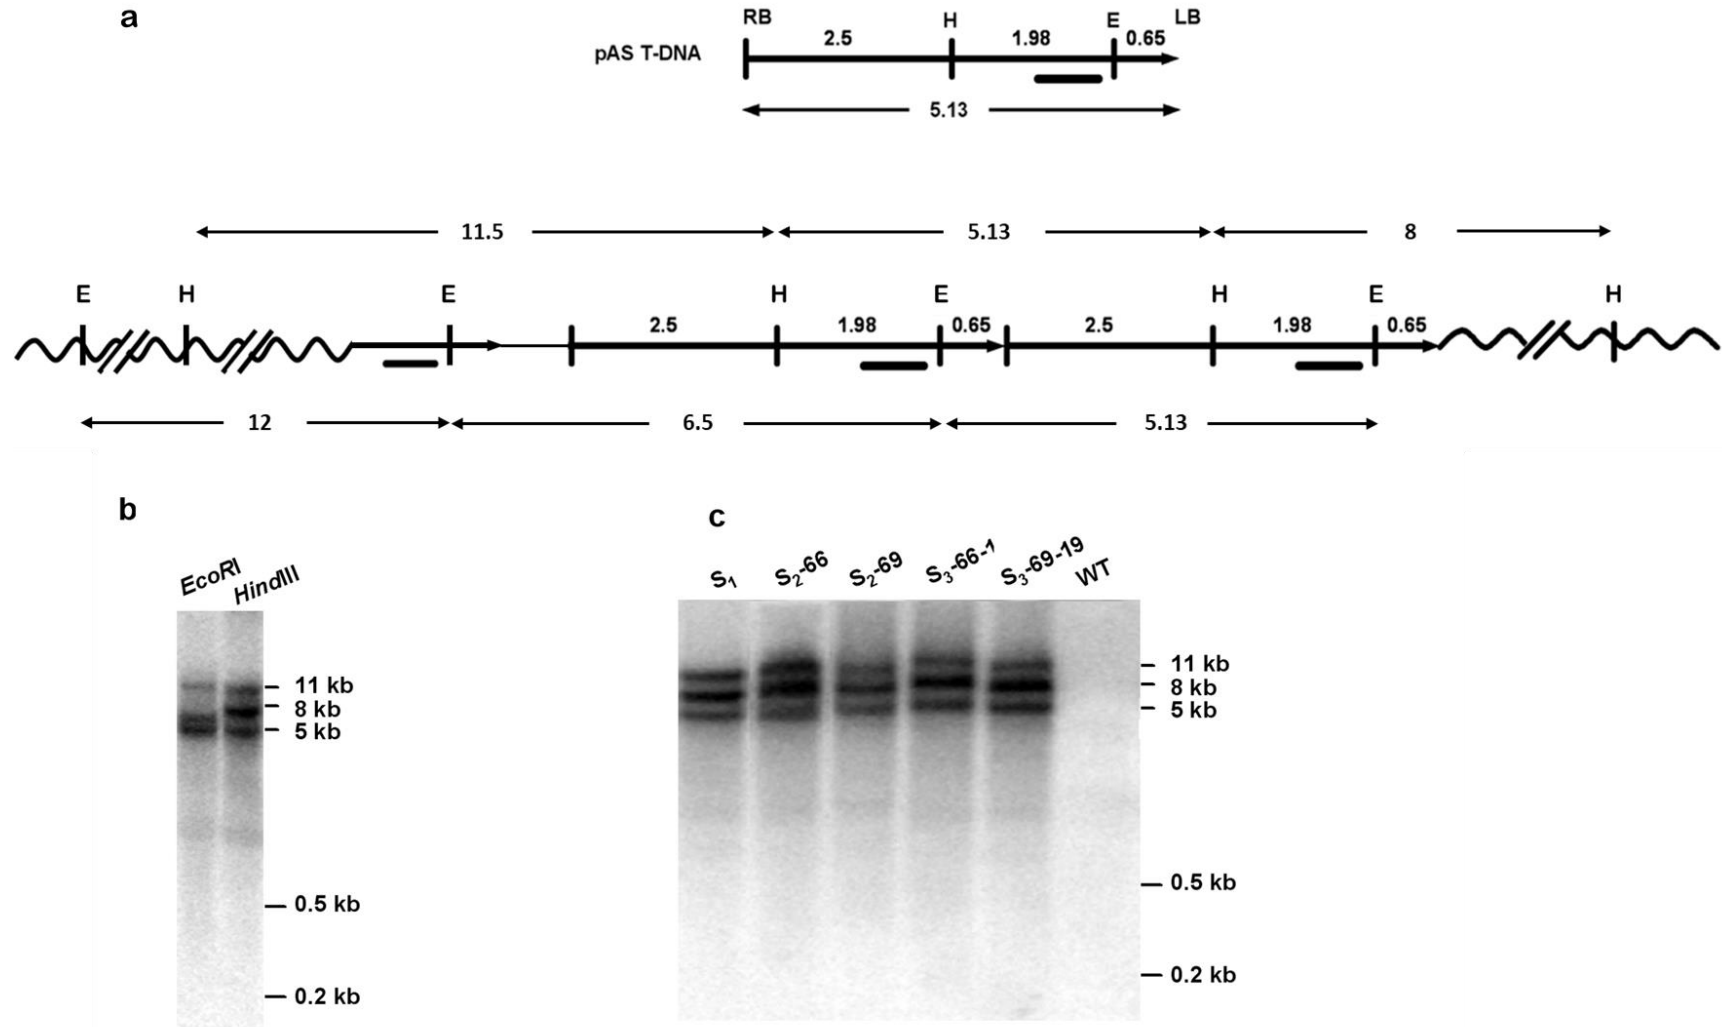 a
RB H E LB
2.5 1.98 0.65
pAS T-DNA
5.13
11.5 5.13 8
E H E H E H E H
2.5 1.98 0.65 2.5 1.98 0.65
12 6.5 5.13
b
EcoRI HindIII
11 kb
8 kb
5 kb
0.5 kb
0.2 kb
c
S1 S2-66 S2-69 S3-66-1 S3-69-19 WT
11 kb
8 kb
5 kb
0.5 kb
0.2 kb